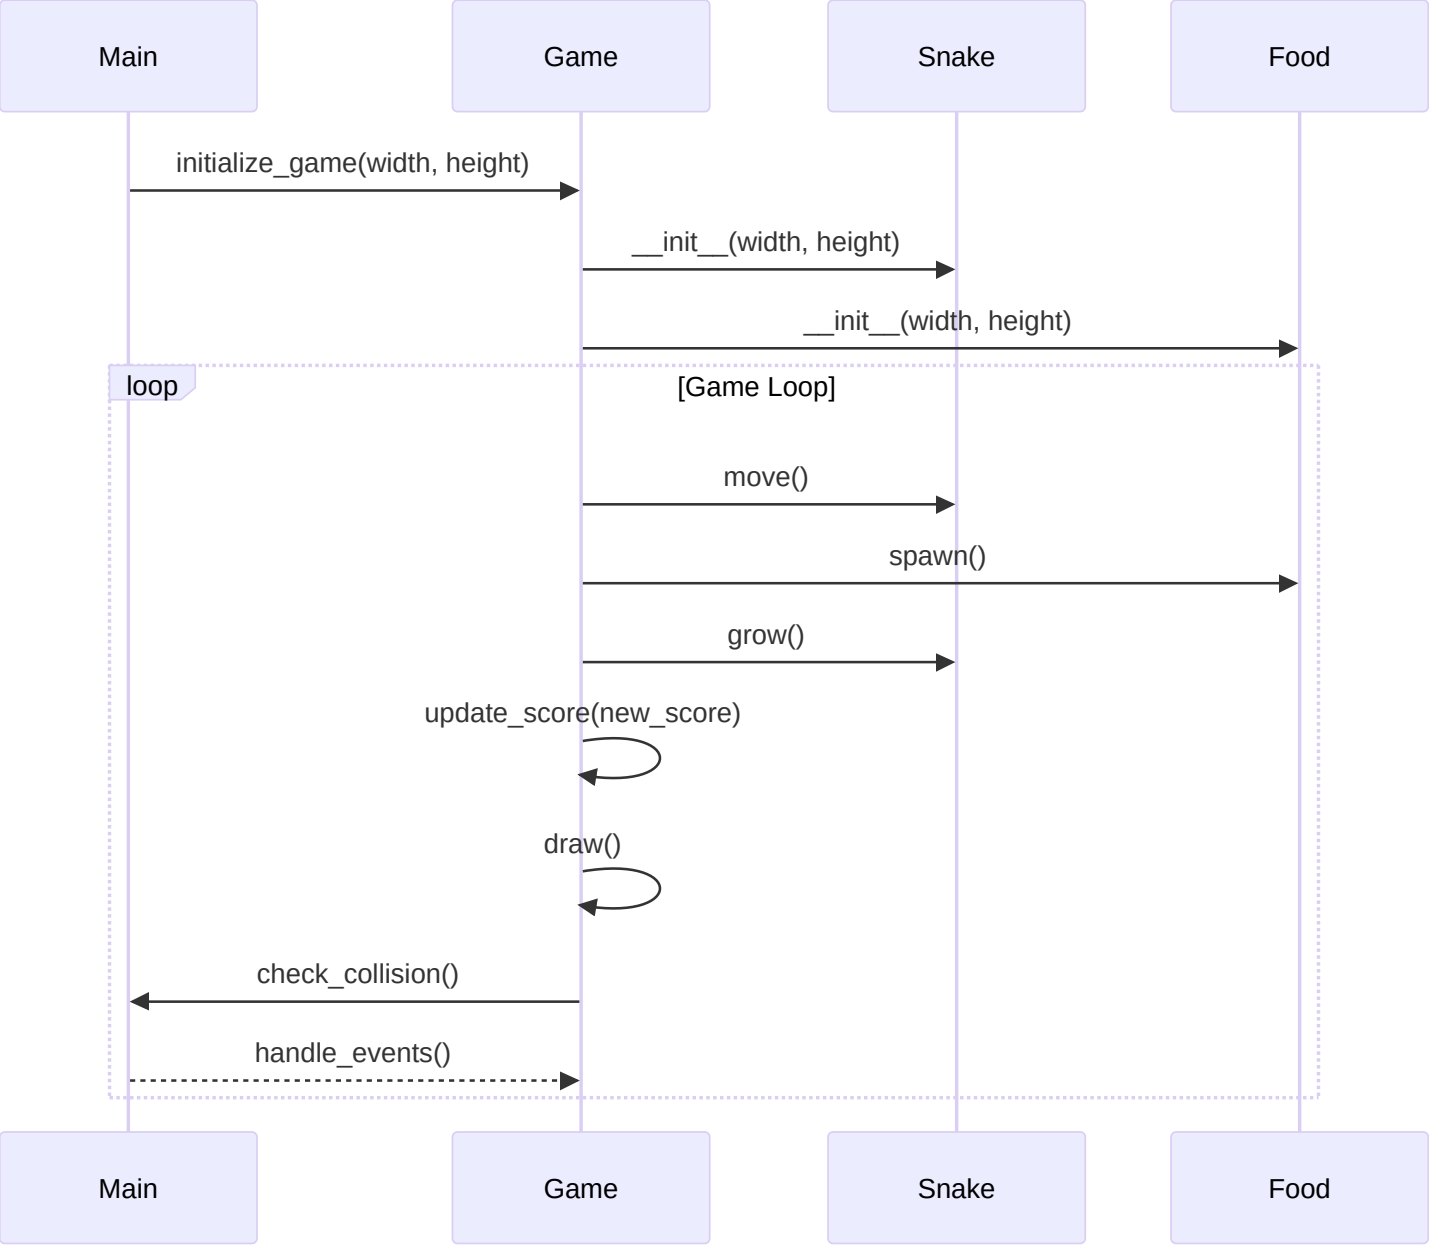 Main
Game
Snake
Food
initialize_game(width, height)
__init__(width, height)
__init__(width, height)
loop
[Game Loop]
move()
spawn()
grow()
update_score(new_score)
draw()
check_collision()
handle_events()
Main
Game
Snake
Food